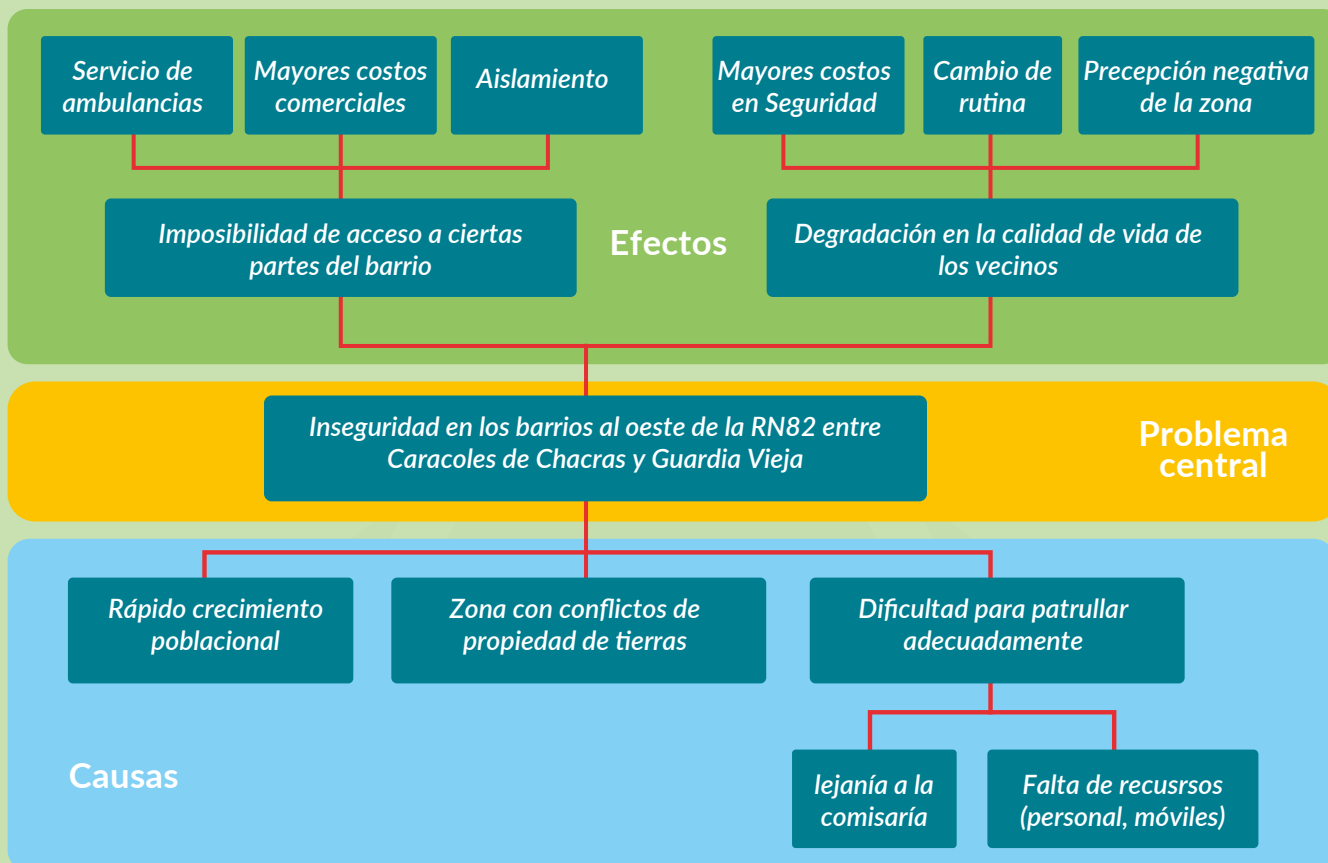 Servicio de
ambulancias
Mayores costos
comerciales
Aislamiento
Mayores costos
en Seguridad
Cambio de
rutina
Precepción negativa
de la zona
Imposibilidad de acceso a ciertas
partes del barrio
Efectos
Degradación en la calidad de vida de
los vecinos
Inseguridad en los barrios al oeste de la RN82 entre
Caracoles de Chacras y Guardia Vieja
Problema
central
Rápido crecimiento
poblacional
Zona con conflictos de
propiedad de tierras
Dificultad para patrullar
adecuadamente
Causas
lejanía a la
comisaría
Falta de recusrsos
(personal, móviles)